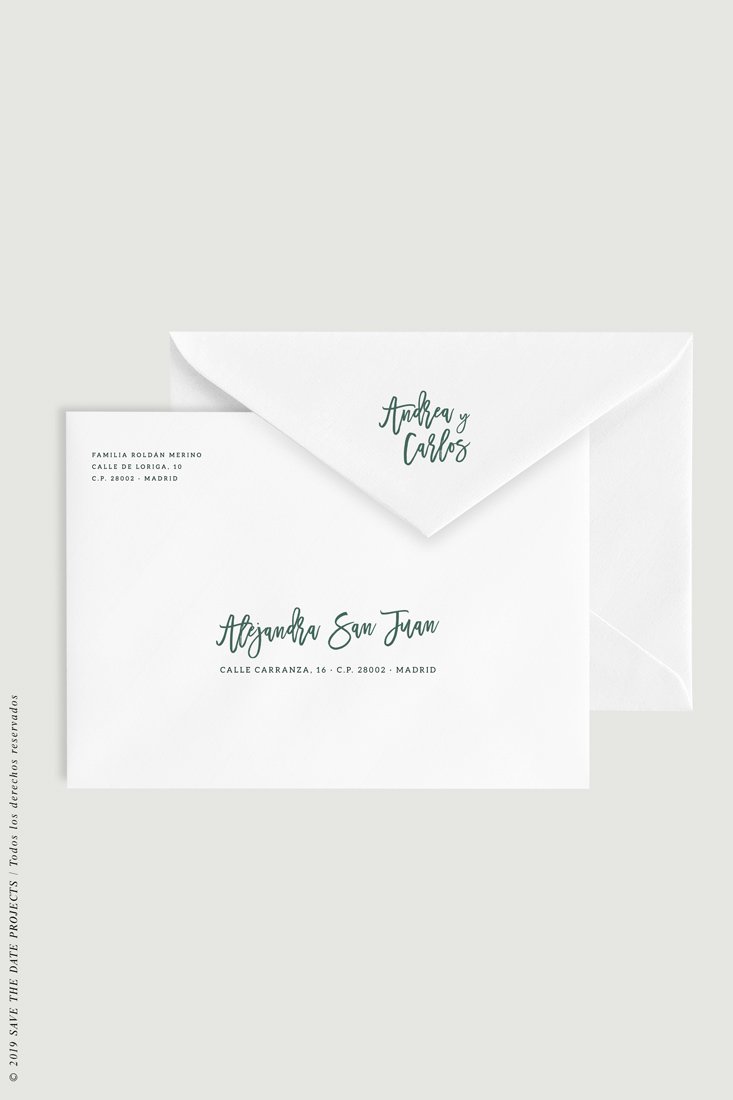 Andrea y
Carlos
FAMILIA ROLDÁN MERINO
CALLE DE LORIGA, 10
C.P. 28002 · MADRID
Alejandra San Juan
CALLE CARRANZA, 16 · C.P. 28002 · MADRID
© 2019 SAVE THE DATE PROJECTS | Todos los derechos reservados